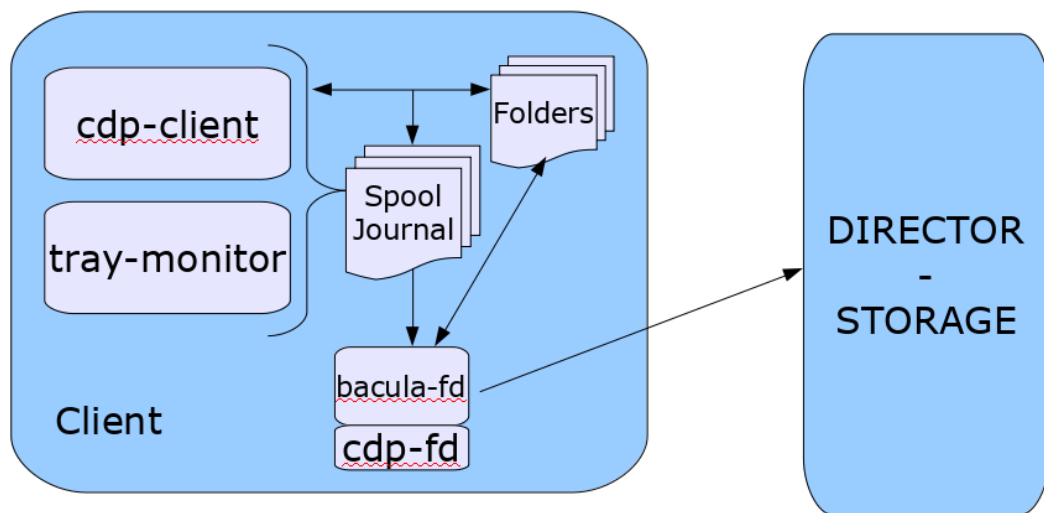 cdp-client
Folders
Spool
Journal
tray-monitor
DIRECTOR
-
STORAGE
bacula-fd
Client
cdp-fd